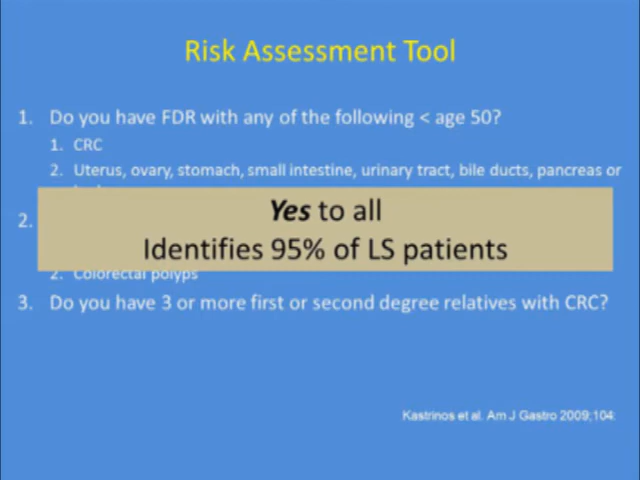 Risk Assessment Tool
1. Do you have FDR with any of the following < age 50?
1. CRC
2. Uterus, ovary, stomach, small intestine, urinary tract, bile ducts, pancreas or
2.
Yes to all
Identifies 95% of LS patients
2. Colorectal polyps
3. Do you have 3 or more first or second degree relatives with CRC?
Kastrinos et al. Am J Gastro 2009;104: